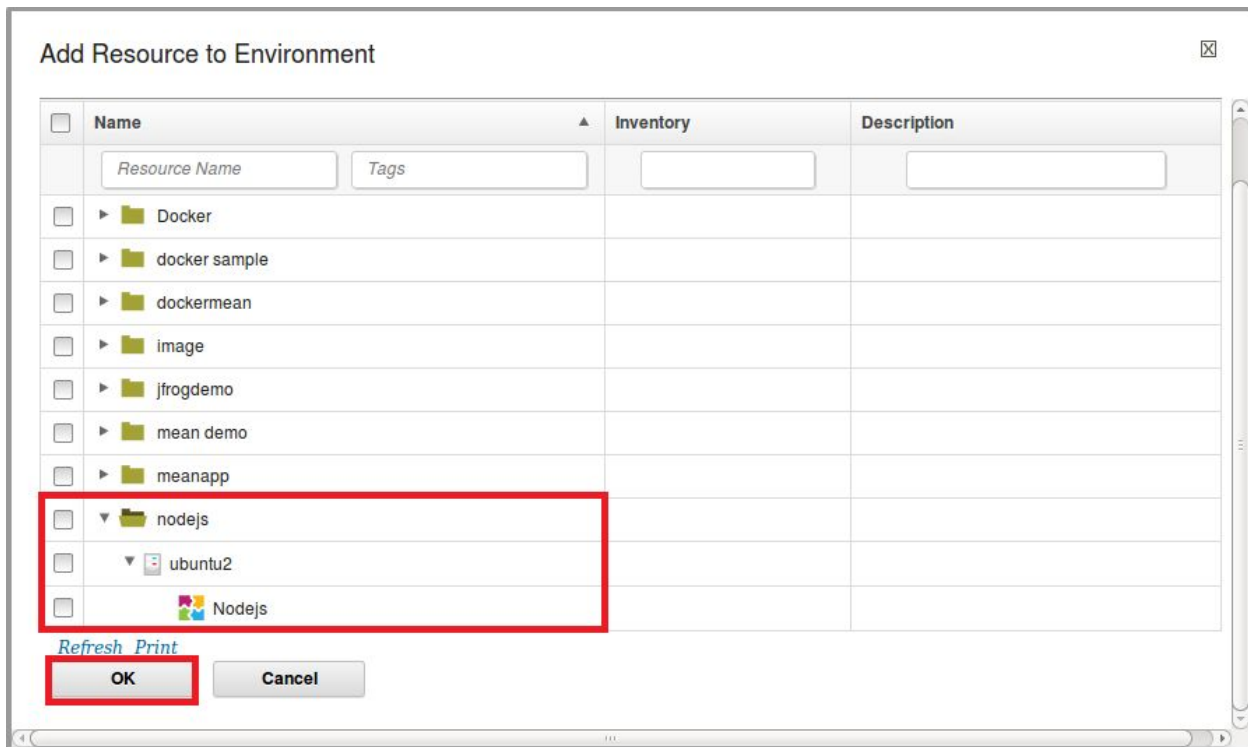 Add Resource to Environment
Name Inventory Description
Resource Name Tags
Docker
docker sample
dockermean
image
jfrogdemo
mean demo
meanapp
nodejs
ubuntu2
Nodejs
Refresh Print
OK Cancel